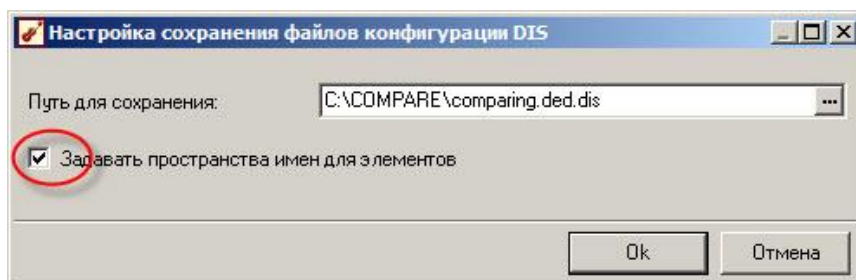 Настройка сохранения файлов конфигурации DIS
Путь для сохранения: C:\COMPARE\comparing.ded.dis ...
Задавать пространства имен для элементов
Ok Отмена